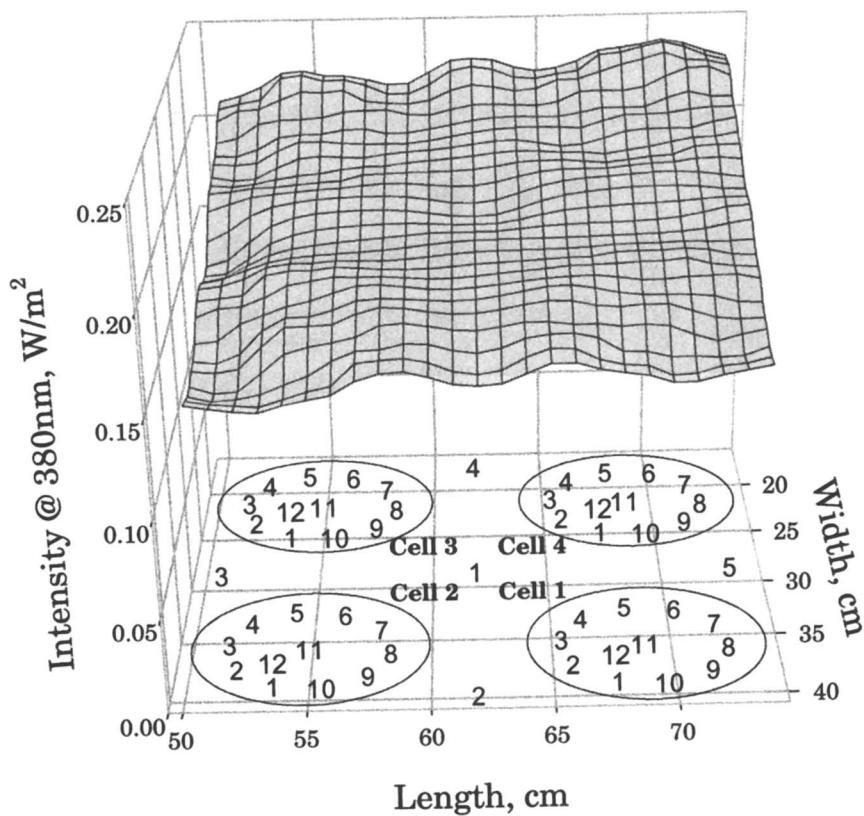 0.25
0.20
0.15
0.10
0.05
0.00
Intensity @ 380nm, W/m²
4
3 4 5 6 7
2 12 11 8
1 10 9
3 4 5 6 7
2 12 11 8
1 10 9
Cell 3 Cell 4
3 1 5
Cell 2 Cell 1
3 4 5 6 7
2 12 11 8
1 10 9
3 4 5 6 7
2 12 11 8
1 10 9
2
20
25
30
35
40
Width, cm
50 55 60 65 70
Length, cm